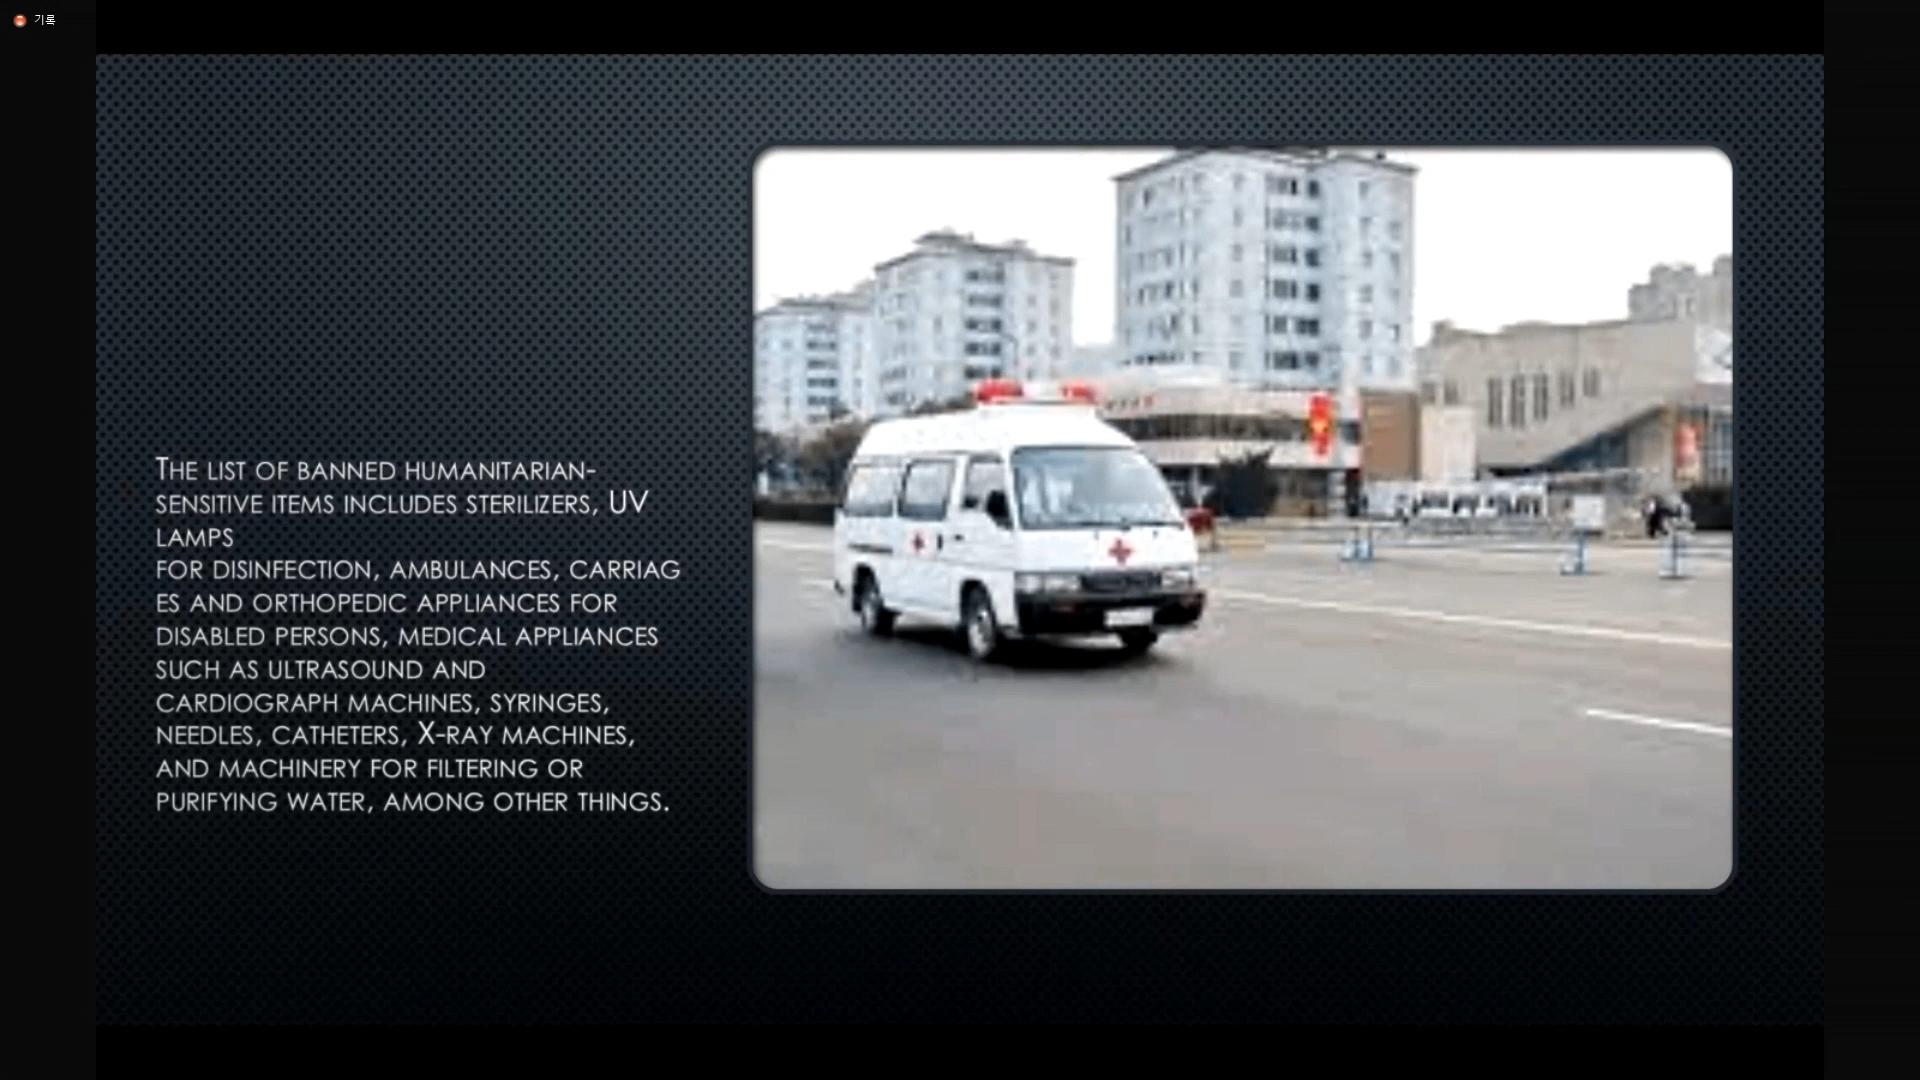 기록
The list of banned humanitarian-
sensitive items includes sterilizers, UV
lamps
for disinfection, ambulances, carriag
es and orthopedic appliances for
disabled persons, medical appliances
such as ultrasound and
cardiograph machines, syringes,
needles, catheters, X-ray machines,
and machinery for filtering or
purifying water, among other things.